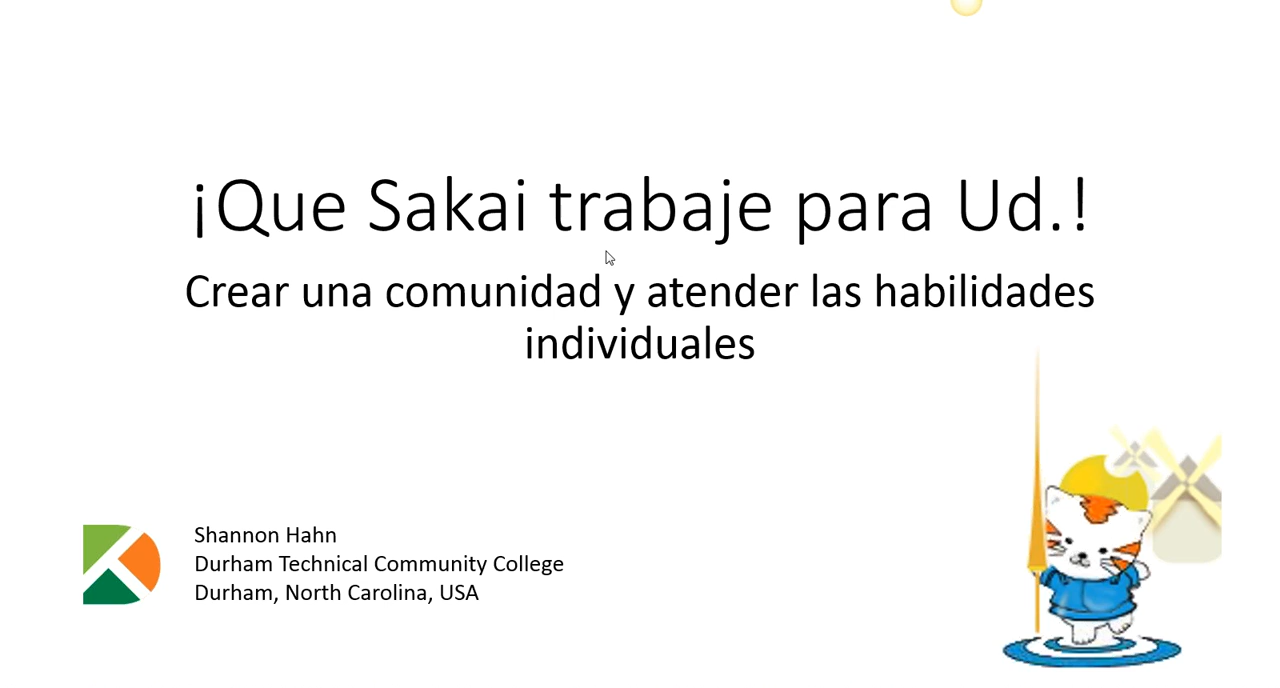 ¡Que Sakai trabaje para Ud.!
Crear una comunidad y atender las habilidades
individuales
Shannon Hahn
Durham Technical Community College
Durham, North Carolina, USA